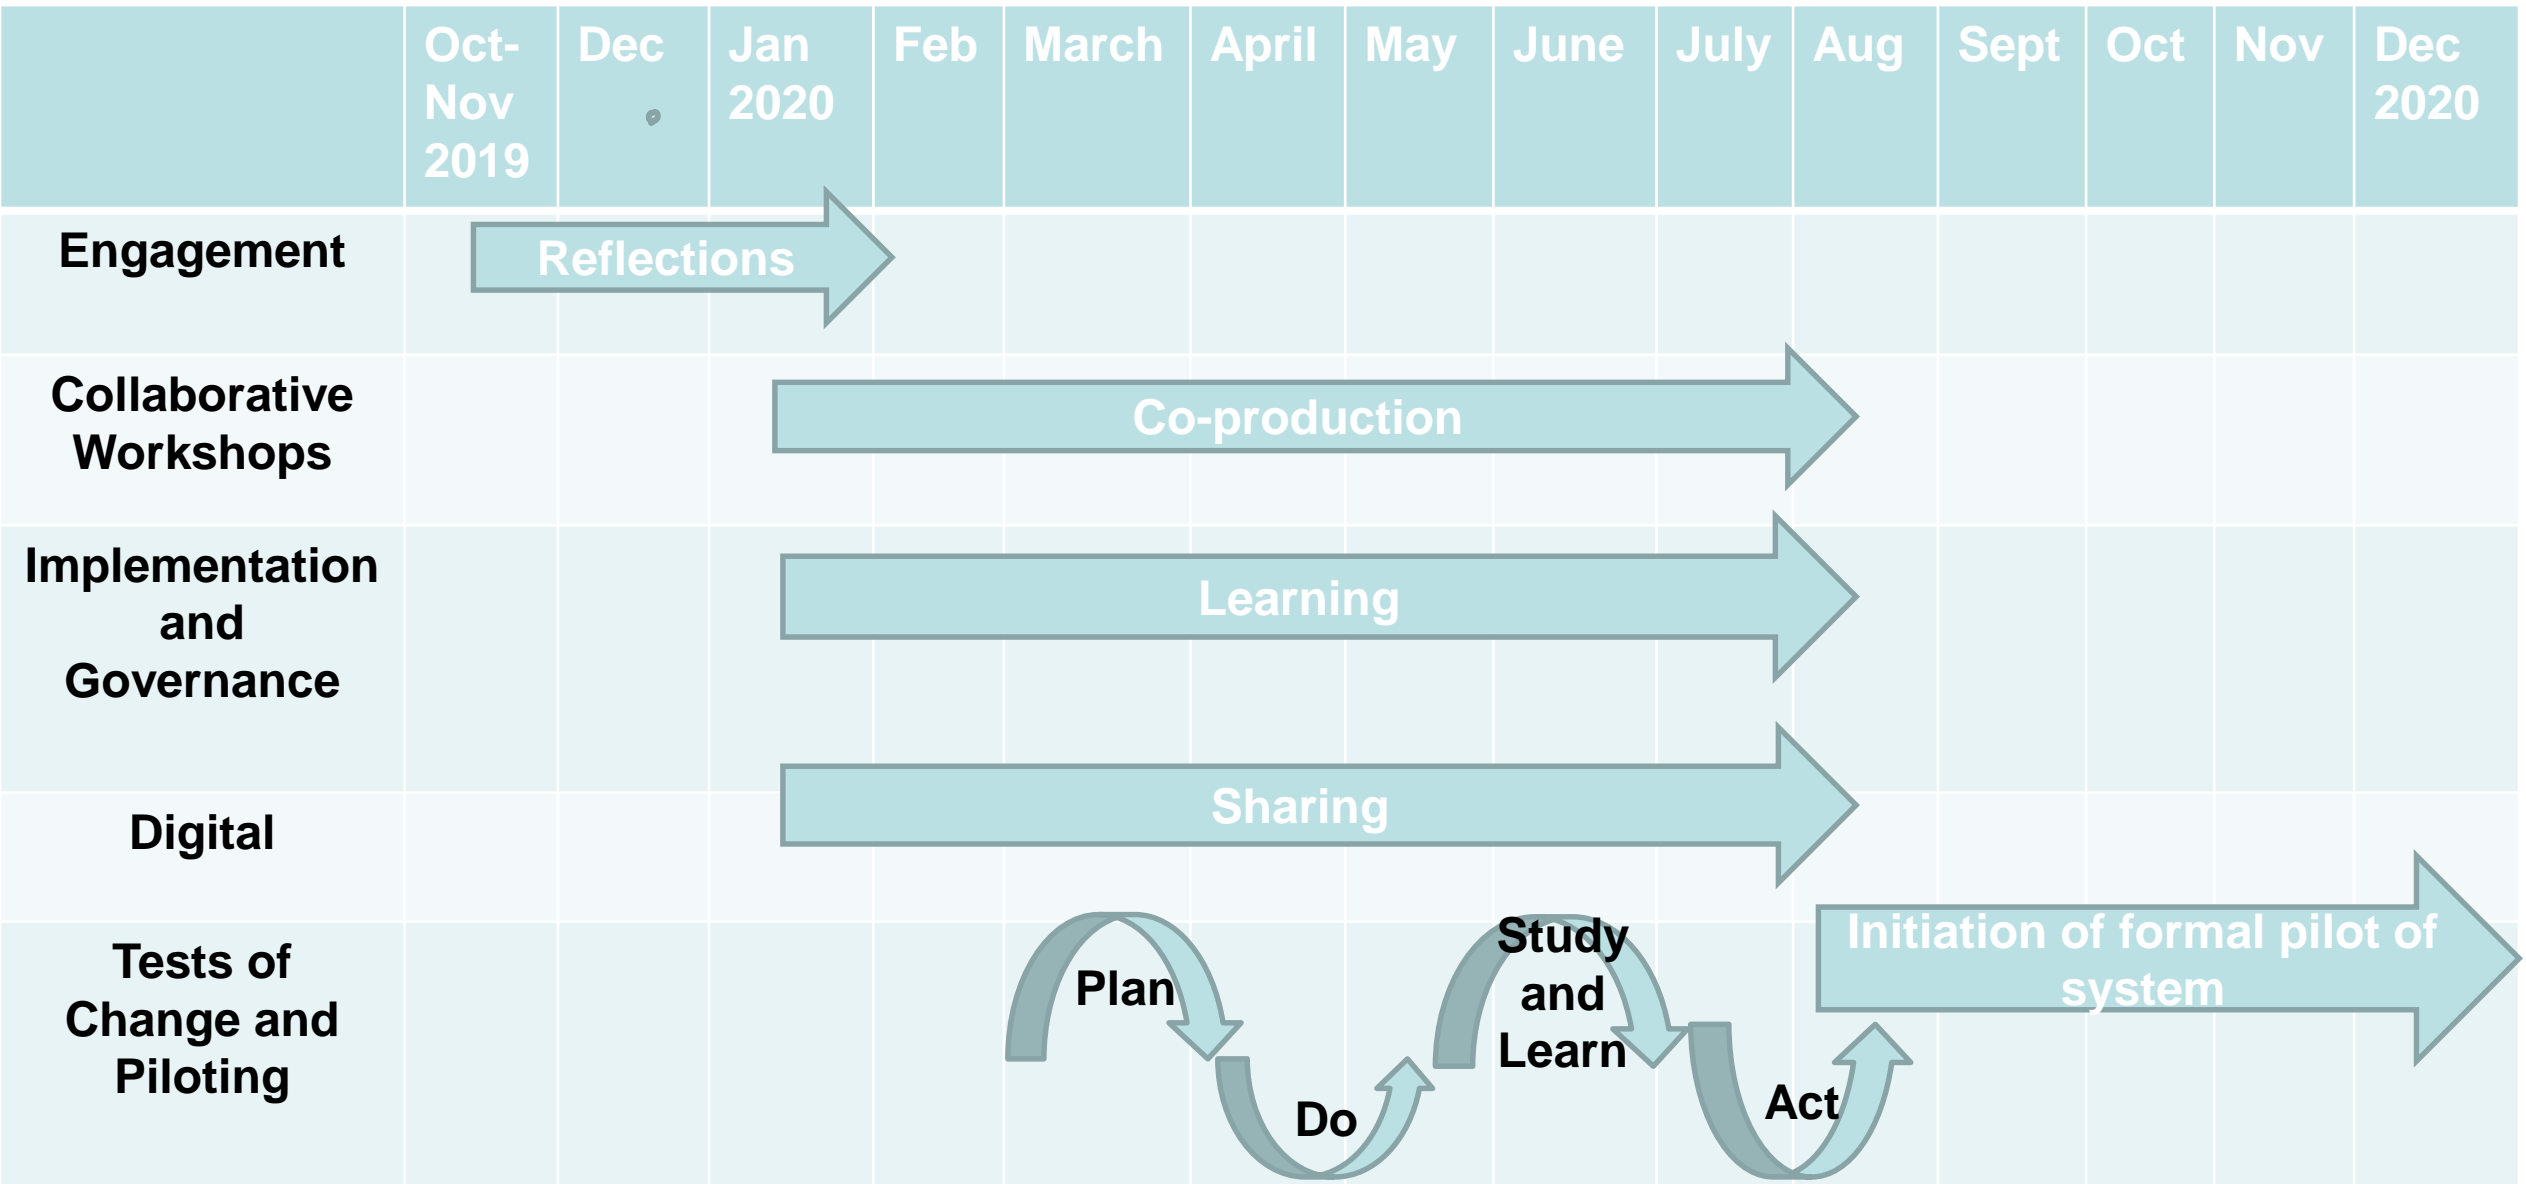 Oct-
Nov
2019
Dec
Jan
2020
Feb
March
April
May
June
July
Aug
Sept
Oct
Nov
Dec
2020
Engagement
Reflections
Collaborative
Workshops
Co-production
Implementation
and
Governance
Learning
Digital
Sharing
Tests of
Change and
Piloting
Plan
Do
Study
and
Learn
Act
Initiation of formal pilot of
system